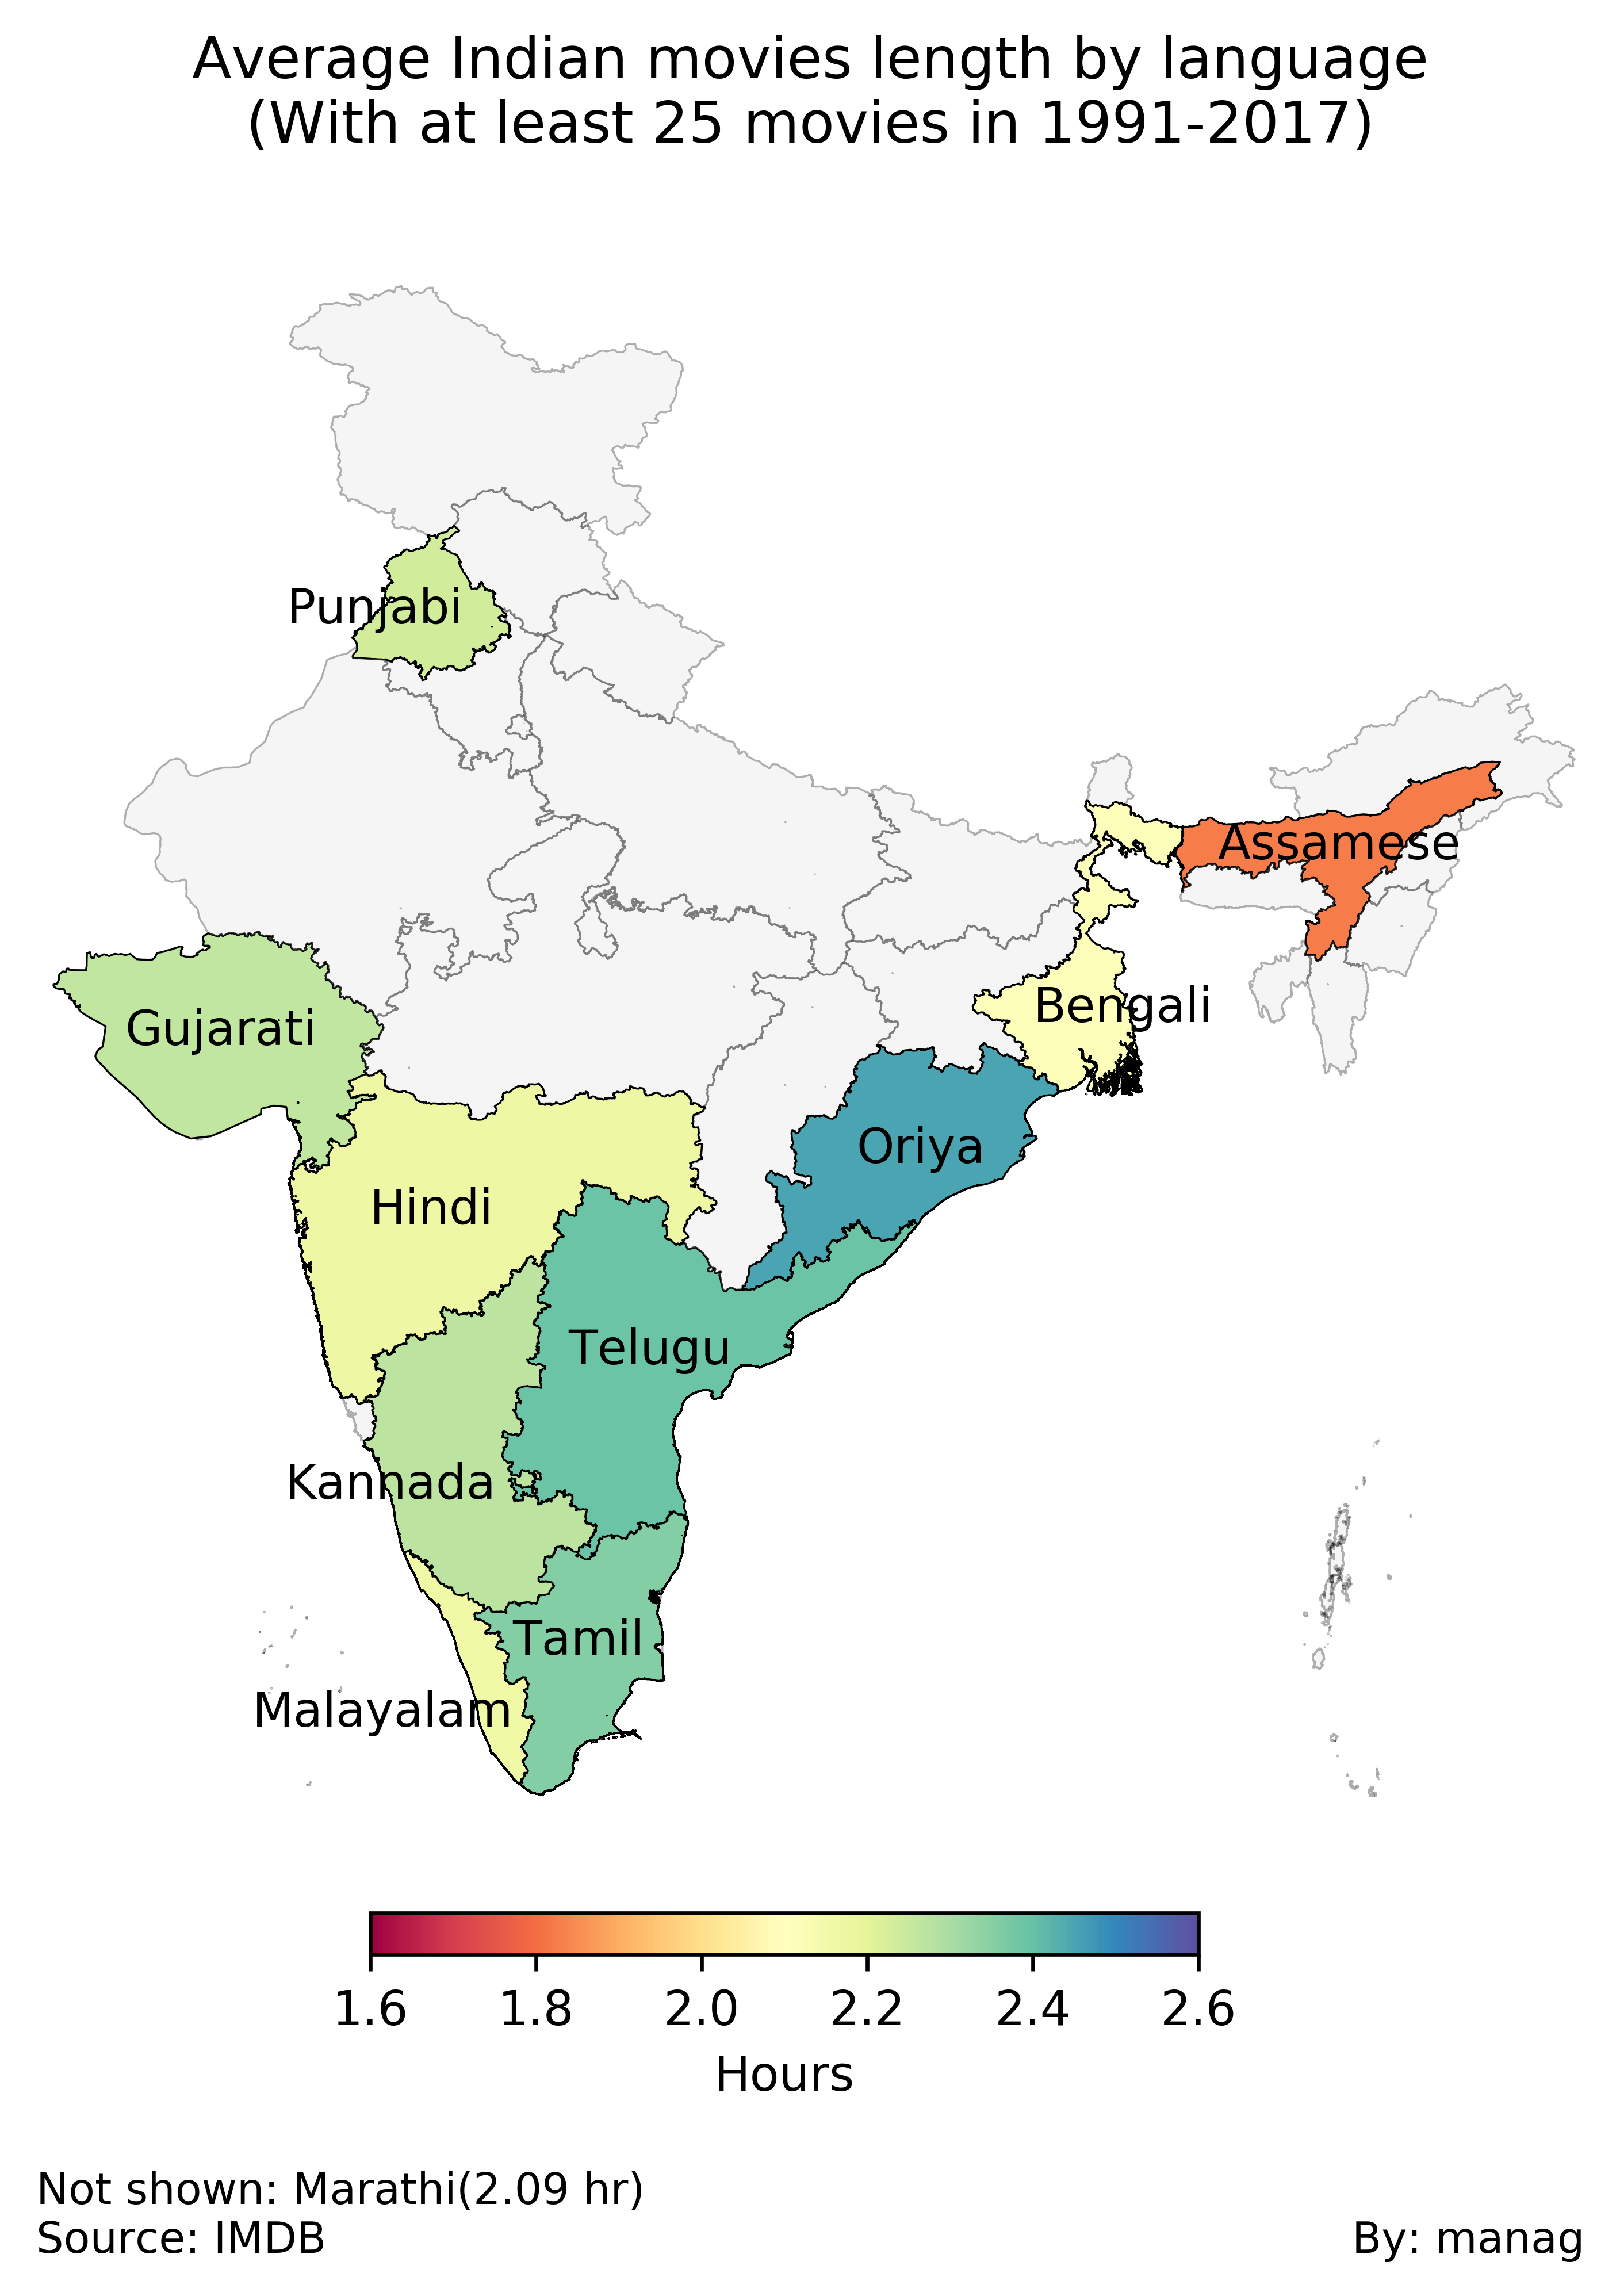 Average Indian movies length by language
(With at least 25 movies in 1991-2017)
Punjabi
Assamese
Bengali
Gujarati
Oriya
Hindi
Telugu
Kannada
Tamil
Malayalam
1.6 1.8 2.0 2.2 2.4 2.6
Hours
Not shown: Marathi(2.09 hr)
Source: IMDB
By: manag